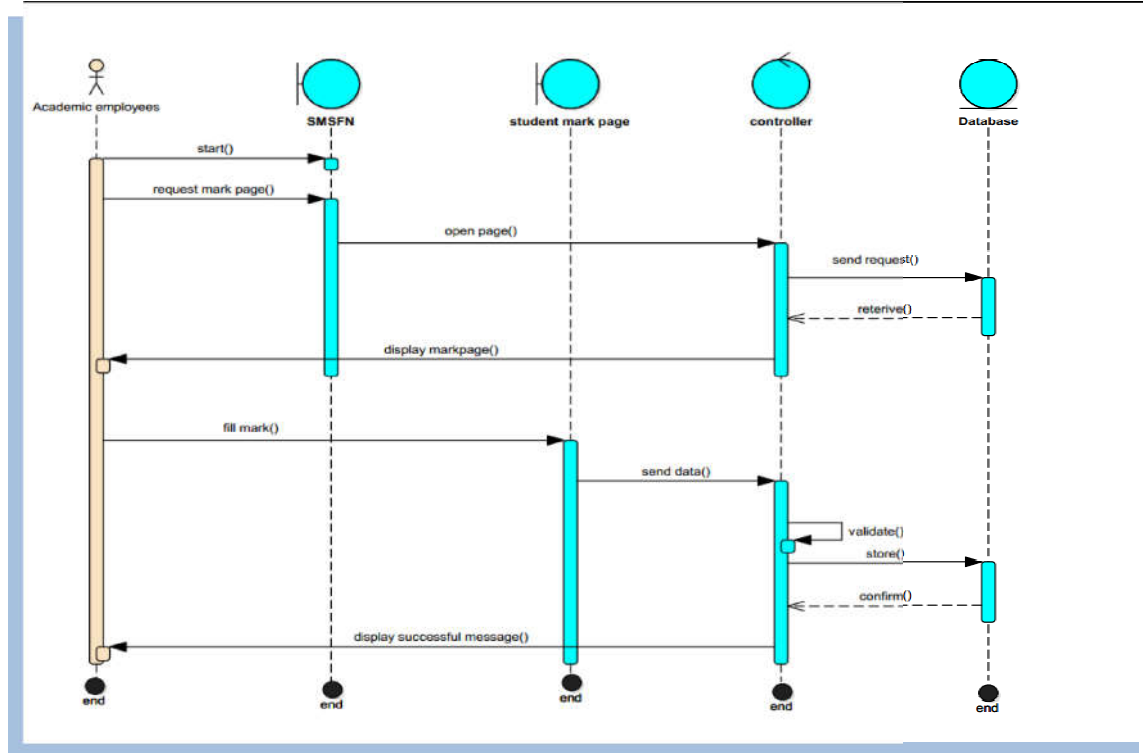 Academic employees
SMSFN
student mark page
controller
Database
start()
request mark page()
open page()
send request()
reterive()
display markpage()
fill mark()
send data()
validate()
store()
confirm()
display successful message()
end
end
end
end
end